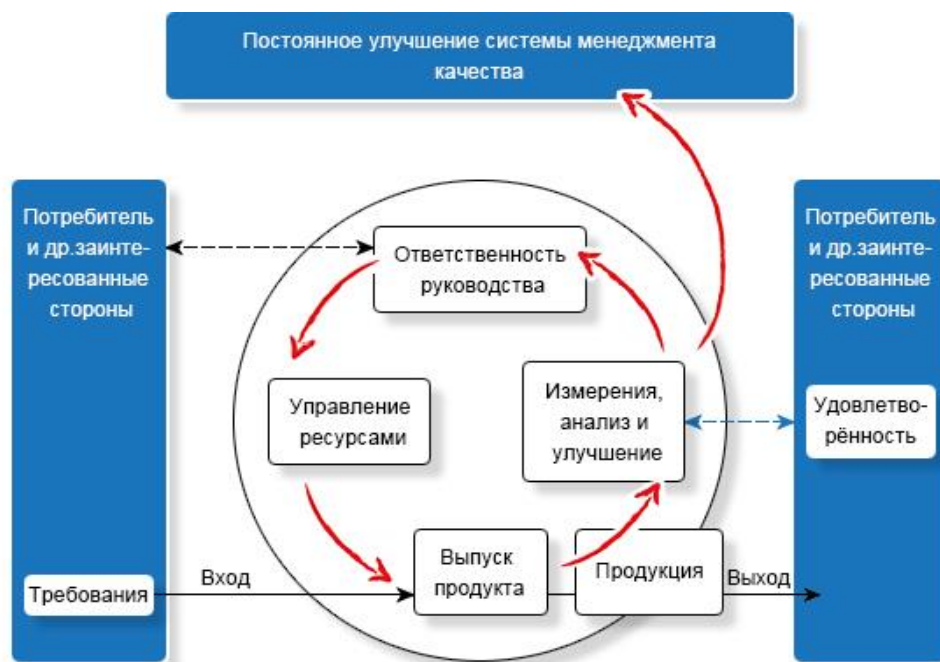 Постоянное улучшение системы менеджмента
качества
Потребитель
и др.заинте-
ресованные
стороны
Ответственность
руководства
Потребитель
и др.заинте-
ресованные
стороны
Управление
ресурсами
Измерения,
анализ и
улучшение
Удовлетво-
рённость
Требования
Вход
Выпуск
продукта
Продукция
Выход